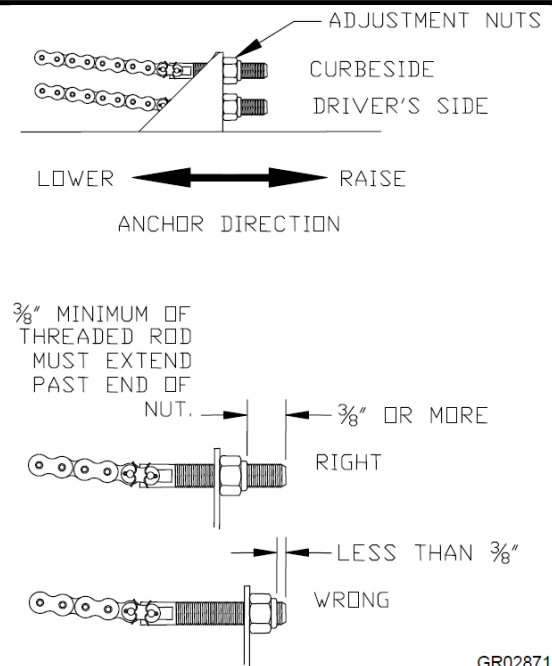 ADJUSTMENT NUTS
CURBESIDE
DRIVER'S SIDE
LOWER
RAISE
ANCHOR DIRECTION
⅜" MINIMUM OF
THREADED ROD
MUST EXTEND
PAST END OF
NUT.
⅜" OR MORE
RIGHT
LESS THAN ⅜"
WRONG
GR02871